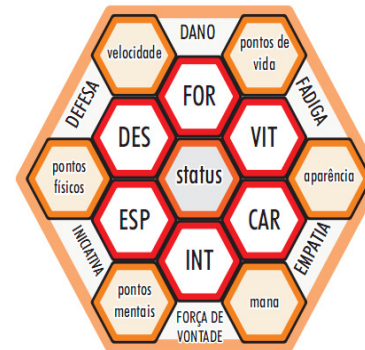 DANO
velocidade
pontos de
vida
FOR
DEFESA
FADIGA
DES
VIT
pontos
físicos
status
aparência
ESP
CAR
INICIATIVA
EMPATIA
INT
pontos
mentais
FORÇA DE
VONTADE
mana